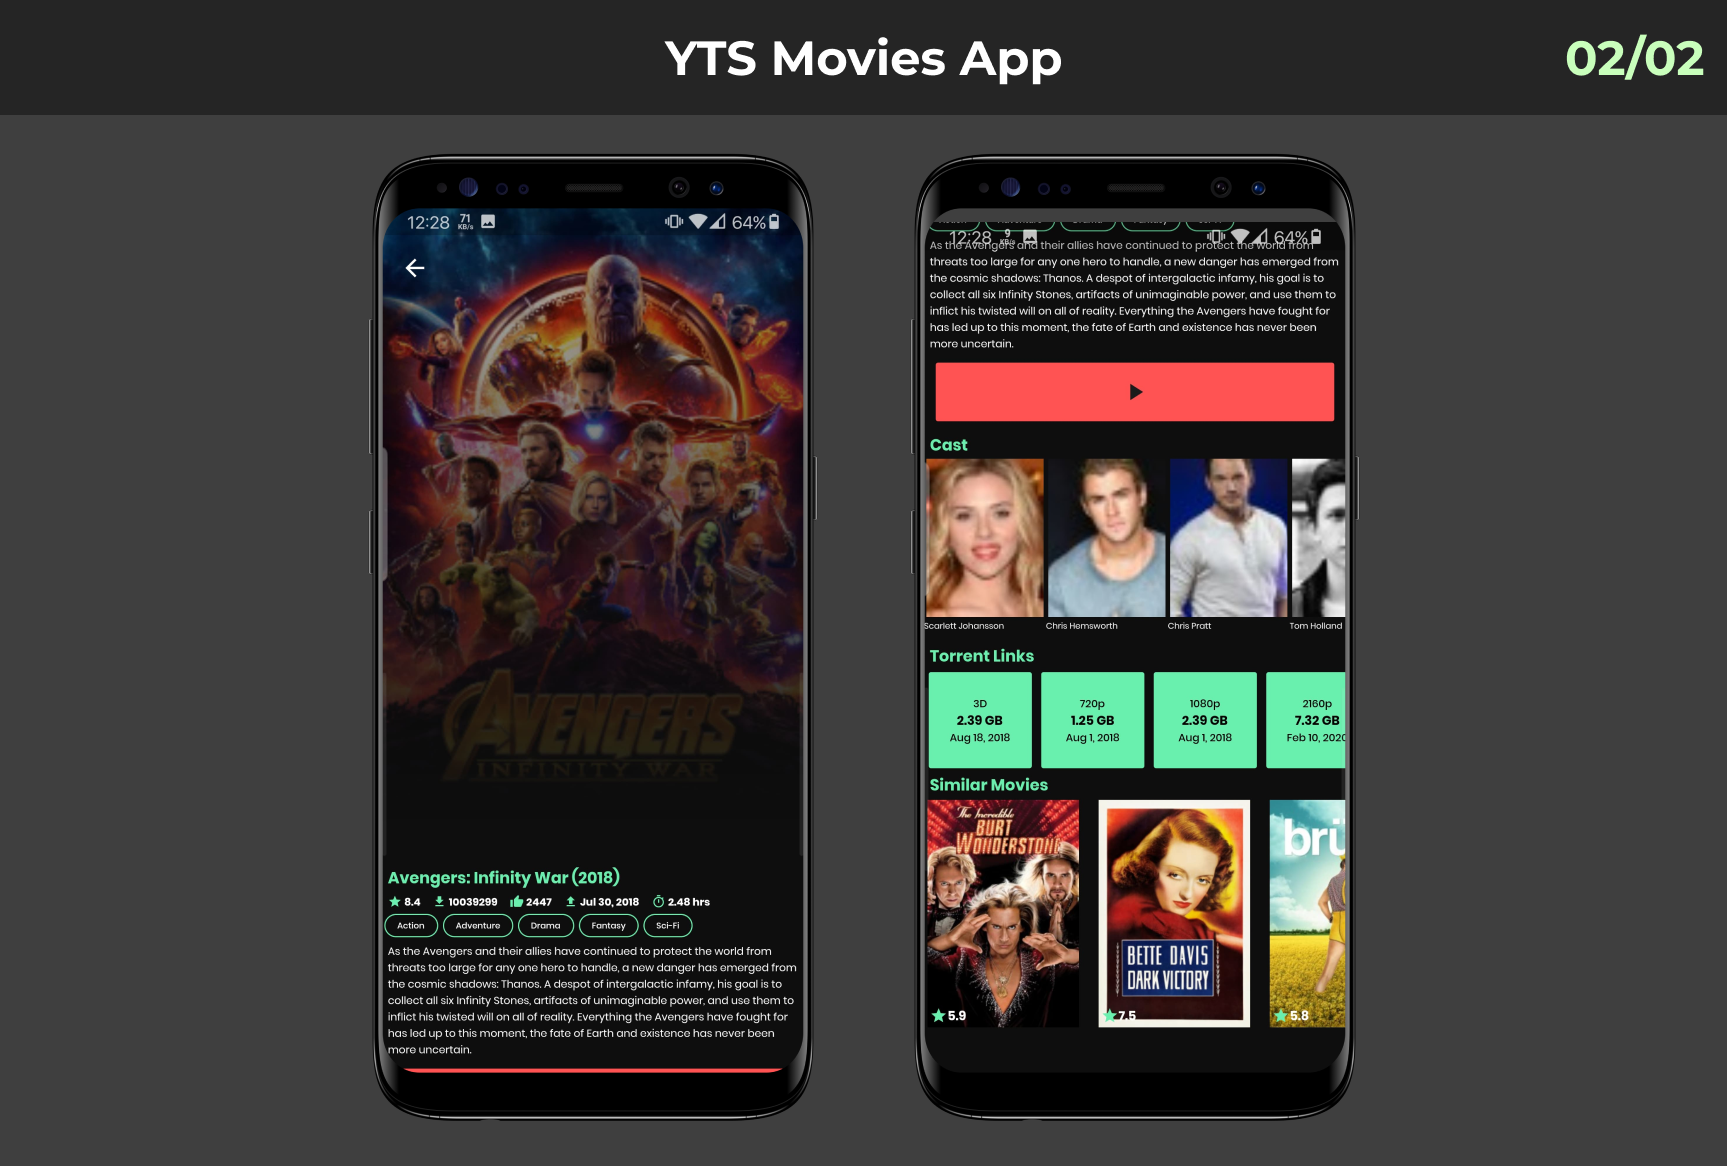 YTS Movies App
02/02
12:28 71 KB/s 64%
AVENGERS
INFINITY WAR
Avengers: Infinity War (2018)
8.4 10039299 2447 Jul 30, 2018 2.48 hrs
Action Adventure Drama Fantasy Sci-Fi
As the Avengers and their allies have continued to protect the world from
threats too large for any one hero to handle, a new danger has emerged from
the cosmic shadows: Thanos. A despot of intergalactic infamy, his goal is to
collect all six Infinity Stones, artifacts of unimaginable power, and use them to
inflict his twisted will on all of reality. Everything the Avengers have fought for
has led up to this moment, the fate of Earth and existence has never been
more uncertain.
Action Adventure Drama Fantasy Sci-Fi
12:28 9 KB/s 64%
As the Avengers and their allies have continued to protect the world from
threats too large for any one hero to handle, a new danger has emerged from
the cosmic shadows: Thanos. A despot of intergalactic infamy, his goal is to
collect all six Infinity Stones, artifacts of unimaginable power, and use them to
inflict his twisted will on all of reality. Everything the Avengers have fought for
has led up to this moment, the fate of Earth and existence has never been
more uncertain.
Cast
Scarlett Johansson Chris Hemsworth Chris Pratt Tom Holland
Torrent Links
3D 720p 1080p 2160p
2.39 GB 1.25 GB 2.39 GB 7.32 GB
Aug 18, 2018 Aug 1, 2018 Aug 1, 2018 Feb 10, 2020
Similar Movies
The Incredible
BURT
WONDERSTONE
BETTE DAVIS
DARK VICTORY
brü
5.9 7.5 5.8